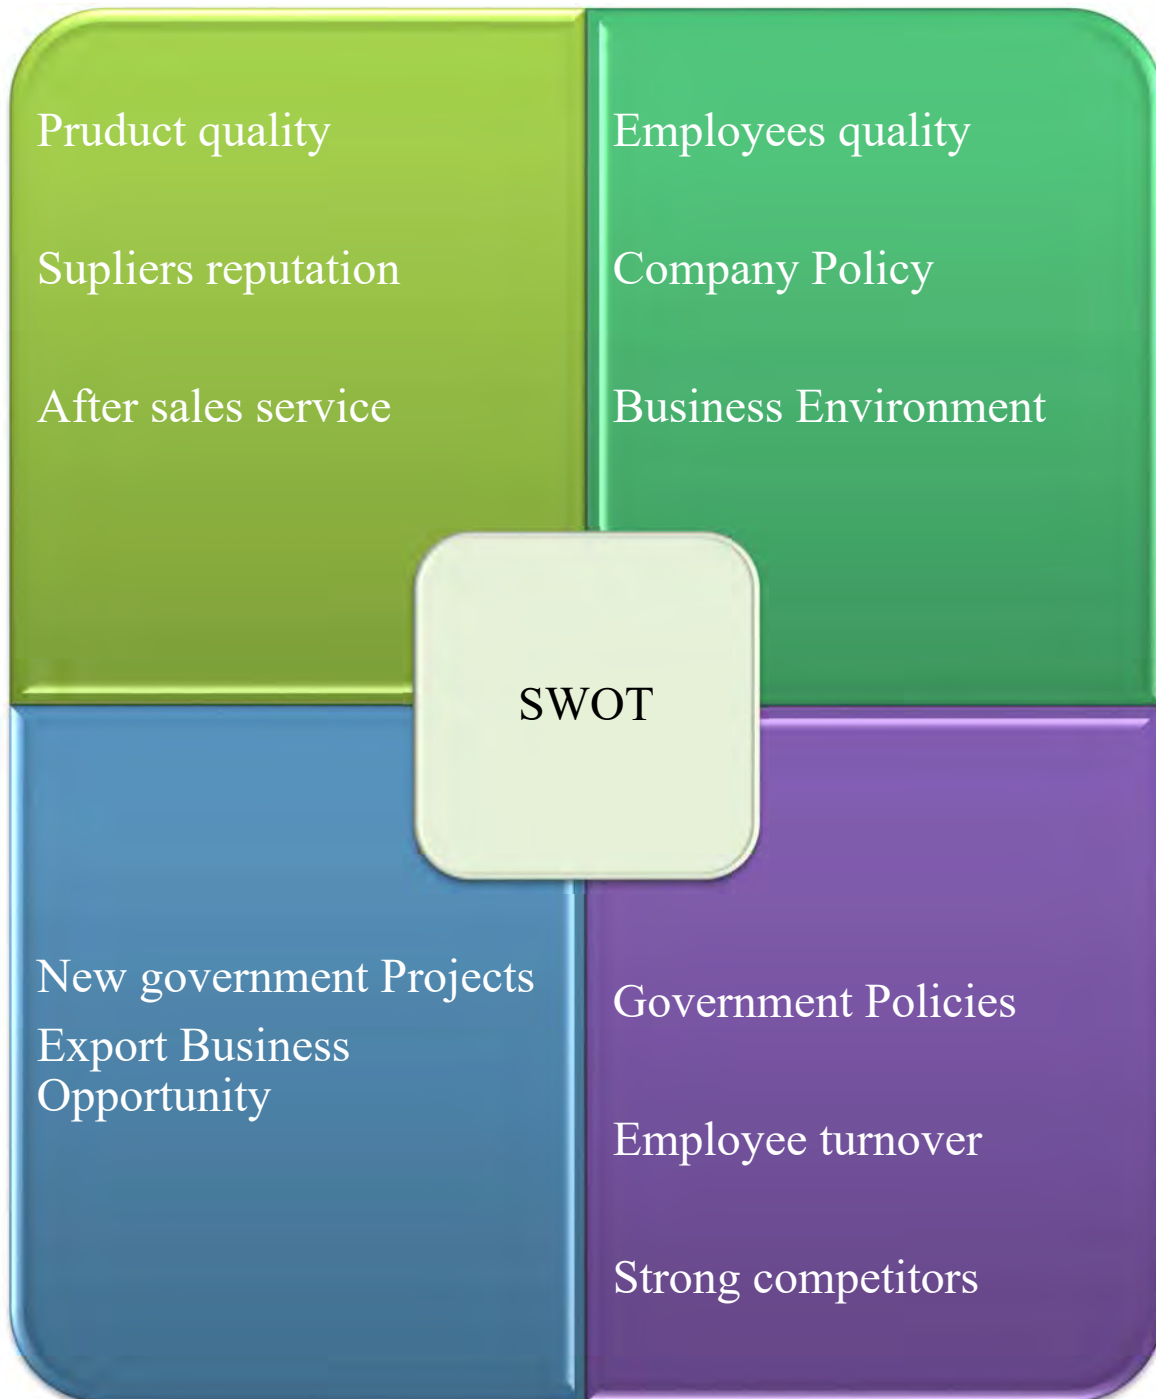 Pruduct quality
Supliers reputation
After sales service
Employees quality
Company Policy
Business Environment
SWOT
New government Projects
Export Business
Opportunity
Government Policies
Employee turnover
Strong competitors